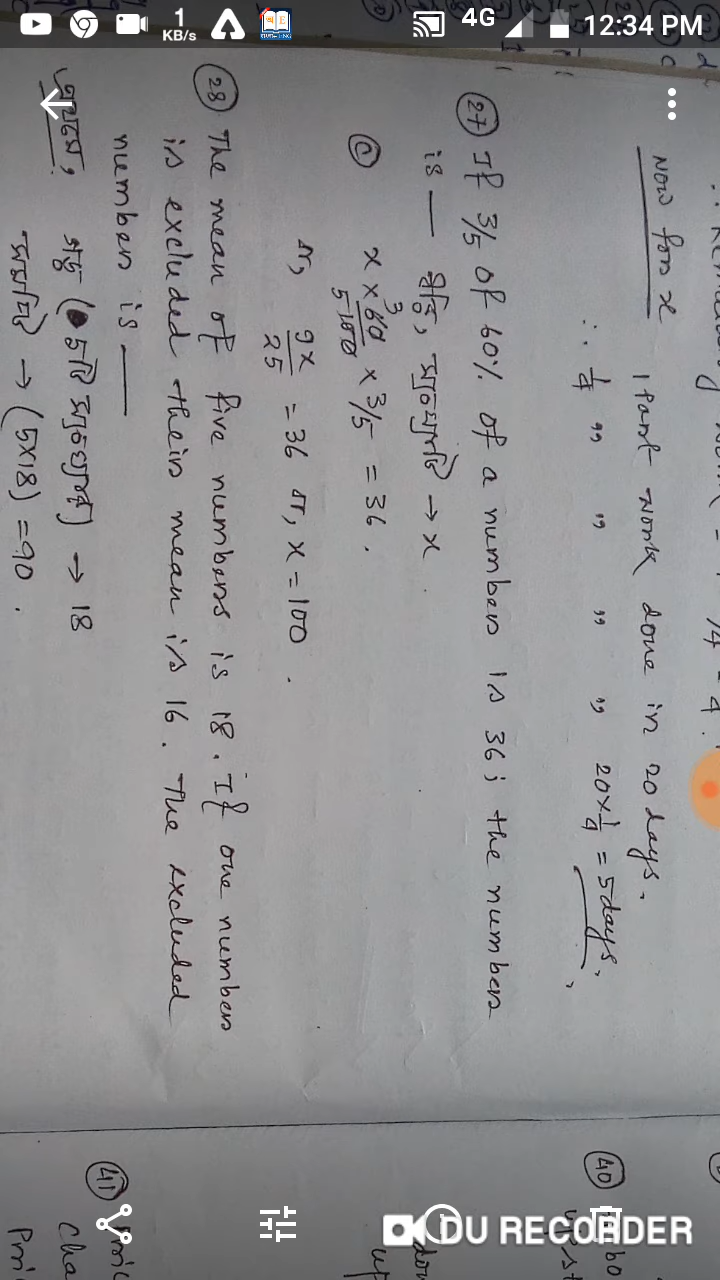 1
KB/s
4G
12:34 PM
Now for x
1 part work done in 20 days.
∴ 1/4 ,, ,, ,, ,, 20×1/4 = 5 days.
(27) If 3/5 of 60% of a number is 36; the number
is — ধরি, সংখ্যাটি → x
(C) x × 60/100 × 3/5 = 36.
বা, 9x/25 = 36 বা, x = 100.
(28) The mean of five numbers is 18. If one number
is excluded their mean is 16. The excluded
number is —
প্রথমে, গড় (5টি সংখ্যার) → 18
সমষ্টি → (5×18) = 90.
(40)
(41)
DU RECORDER